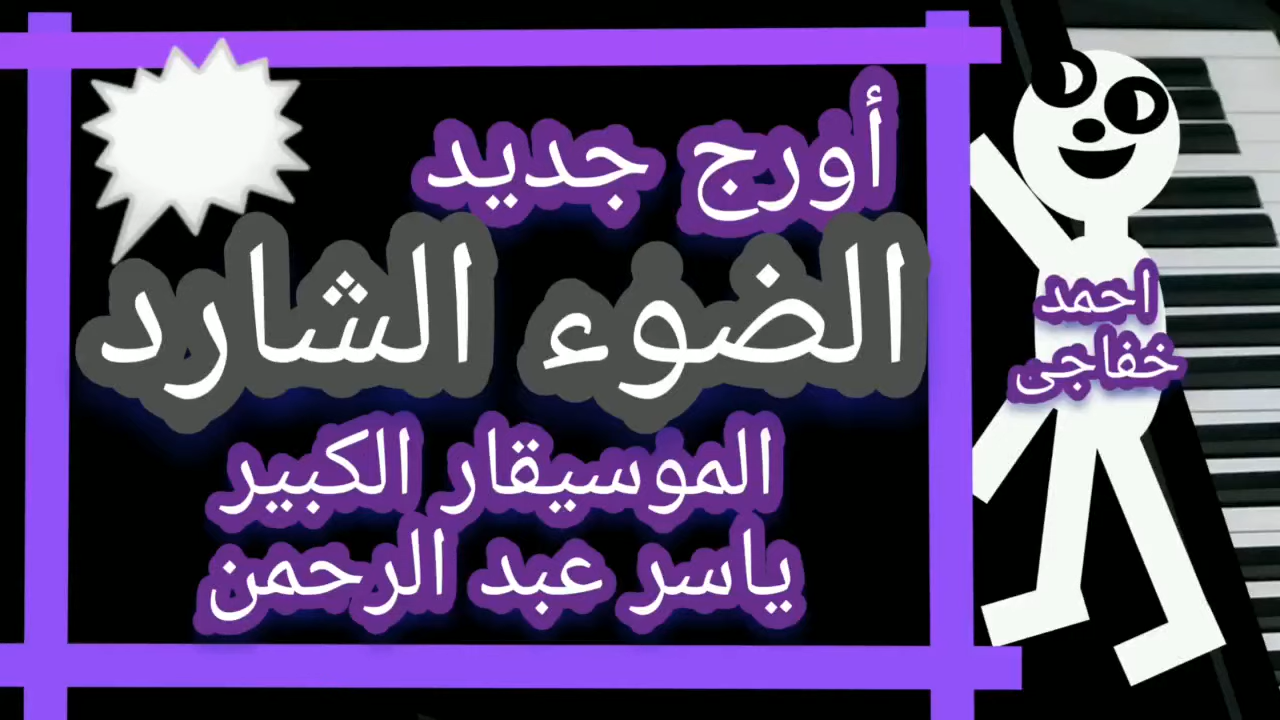 أورج جديد
الضوء الشارد
الموسيقار الكبير
ياسر عبد الرحمن
احمد
خفاجى